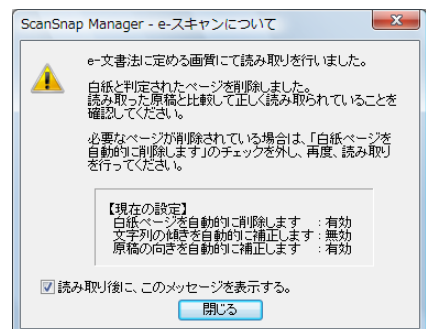 ScanSnap Manager - e-スキャンについて
e-文書法に定める画質にて読み取りを行いました。
白紙と判定されたページを削除しました。
読み取った原稿と比較して正しく読み取られていることを
確認してください。
必要なページが削除されている場合は、「白紙ページを
自動的に削除します」のチェックを外し、再度、読み取り
を行ってください。
【現在の設定】
白紙ページを自動的に削除します : 有効
文字列の傾きを自動的に補正します : 無効
原稿の向きを自動的に補正します : 有効
読み取り後に、このメッセージを表示する。
閉じる